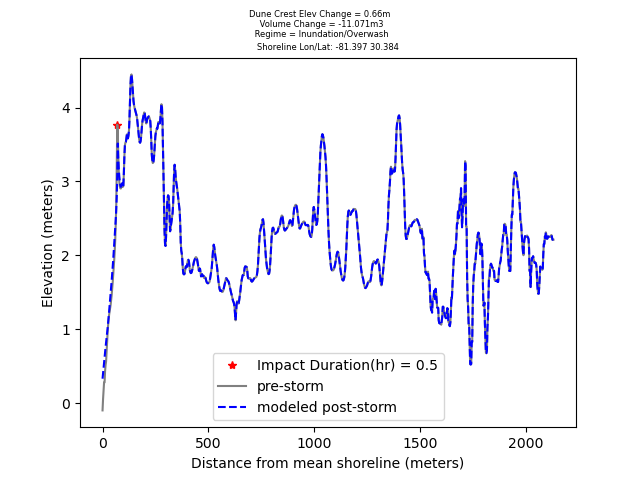 Dune Crest Elev Change = 0.66m
Volume Change = -11.071m3
Regime = Inundation/Overwash
Shoreline Lon/Lat: -81.397 30.384
Elevation (meters)
4
3
2
1
0
Impact Duration(hr) = 0.5
pre-storm
modeled post-storm
0 500 1000 1500 2000
Distance from mean shoreline (meters)